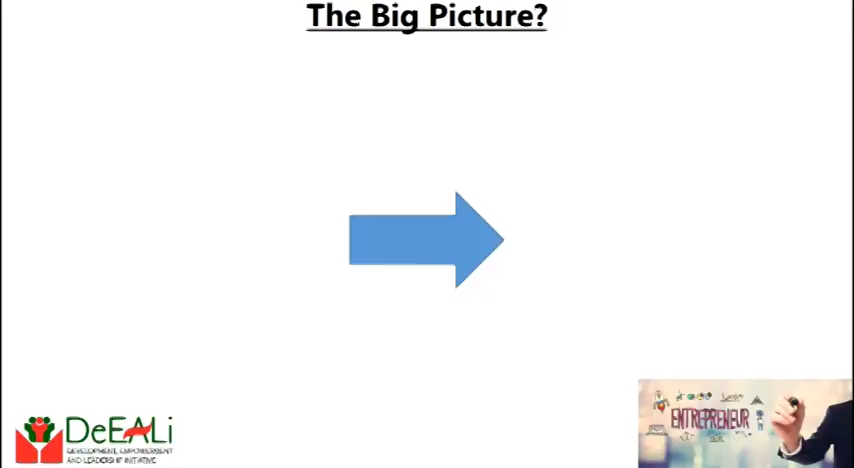 The Big Picture?
DeEALi
DEVELOPMENT, EMPOWERMENT
AND LEADERSHIP INITIATIVE
ENTREPRENEUR